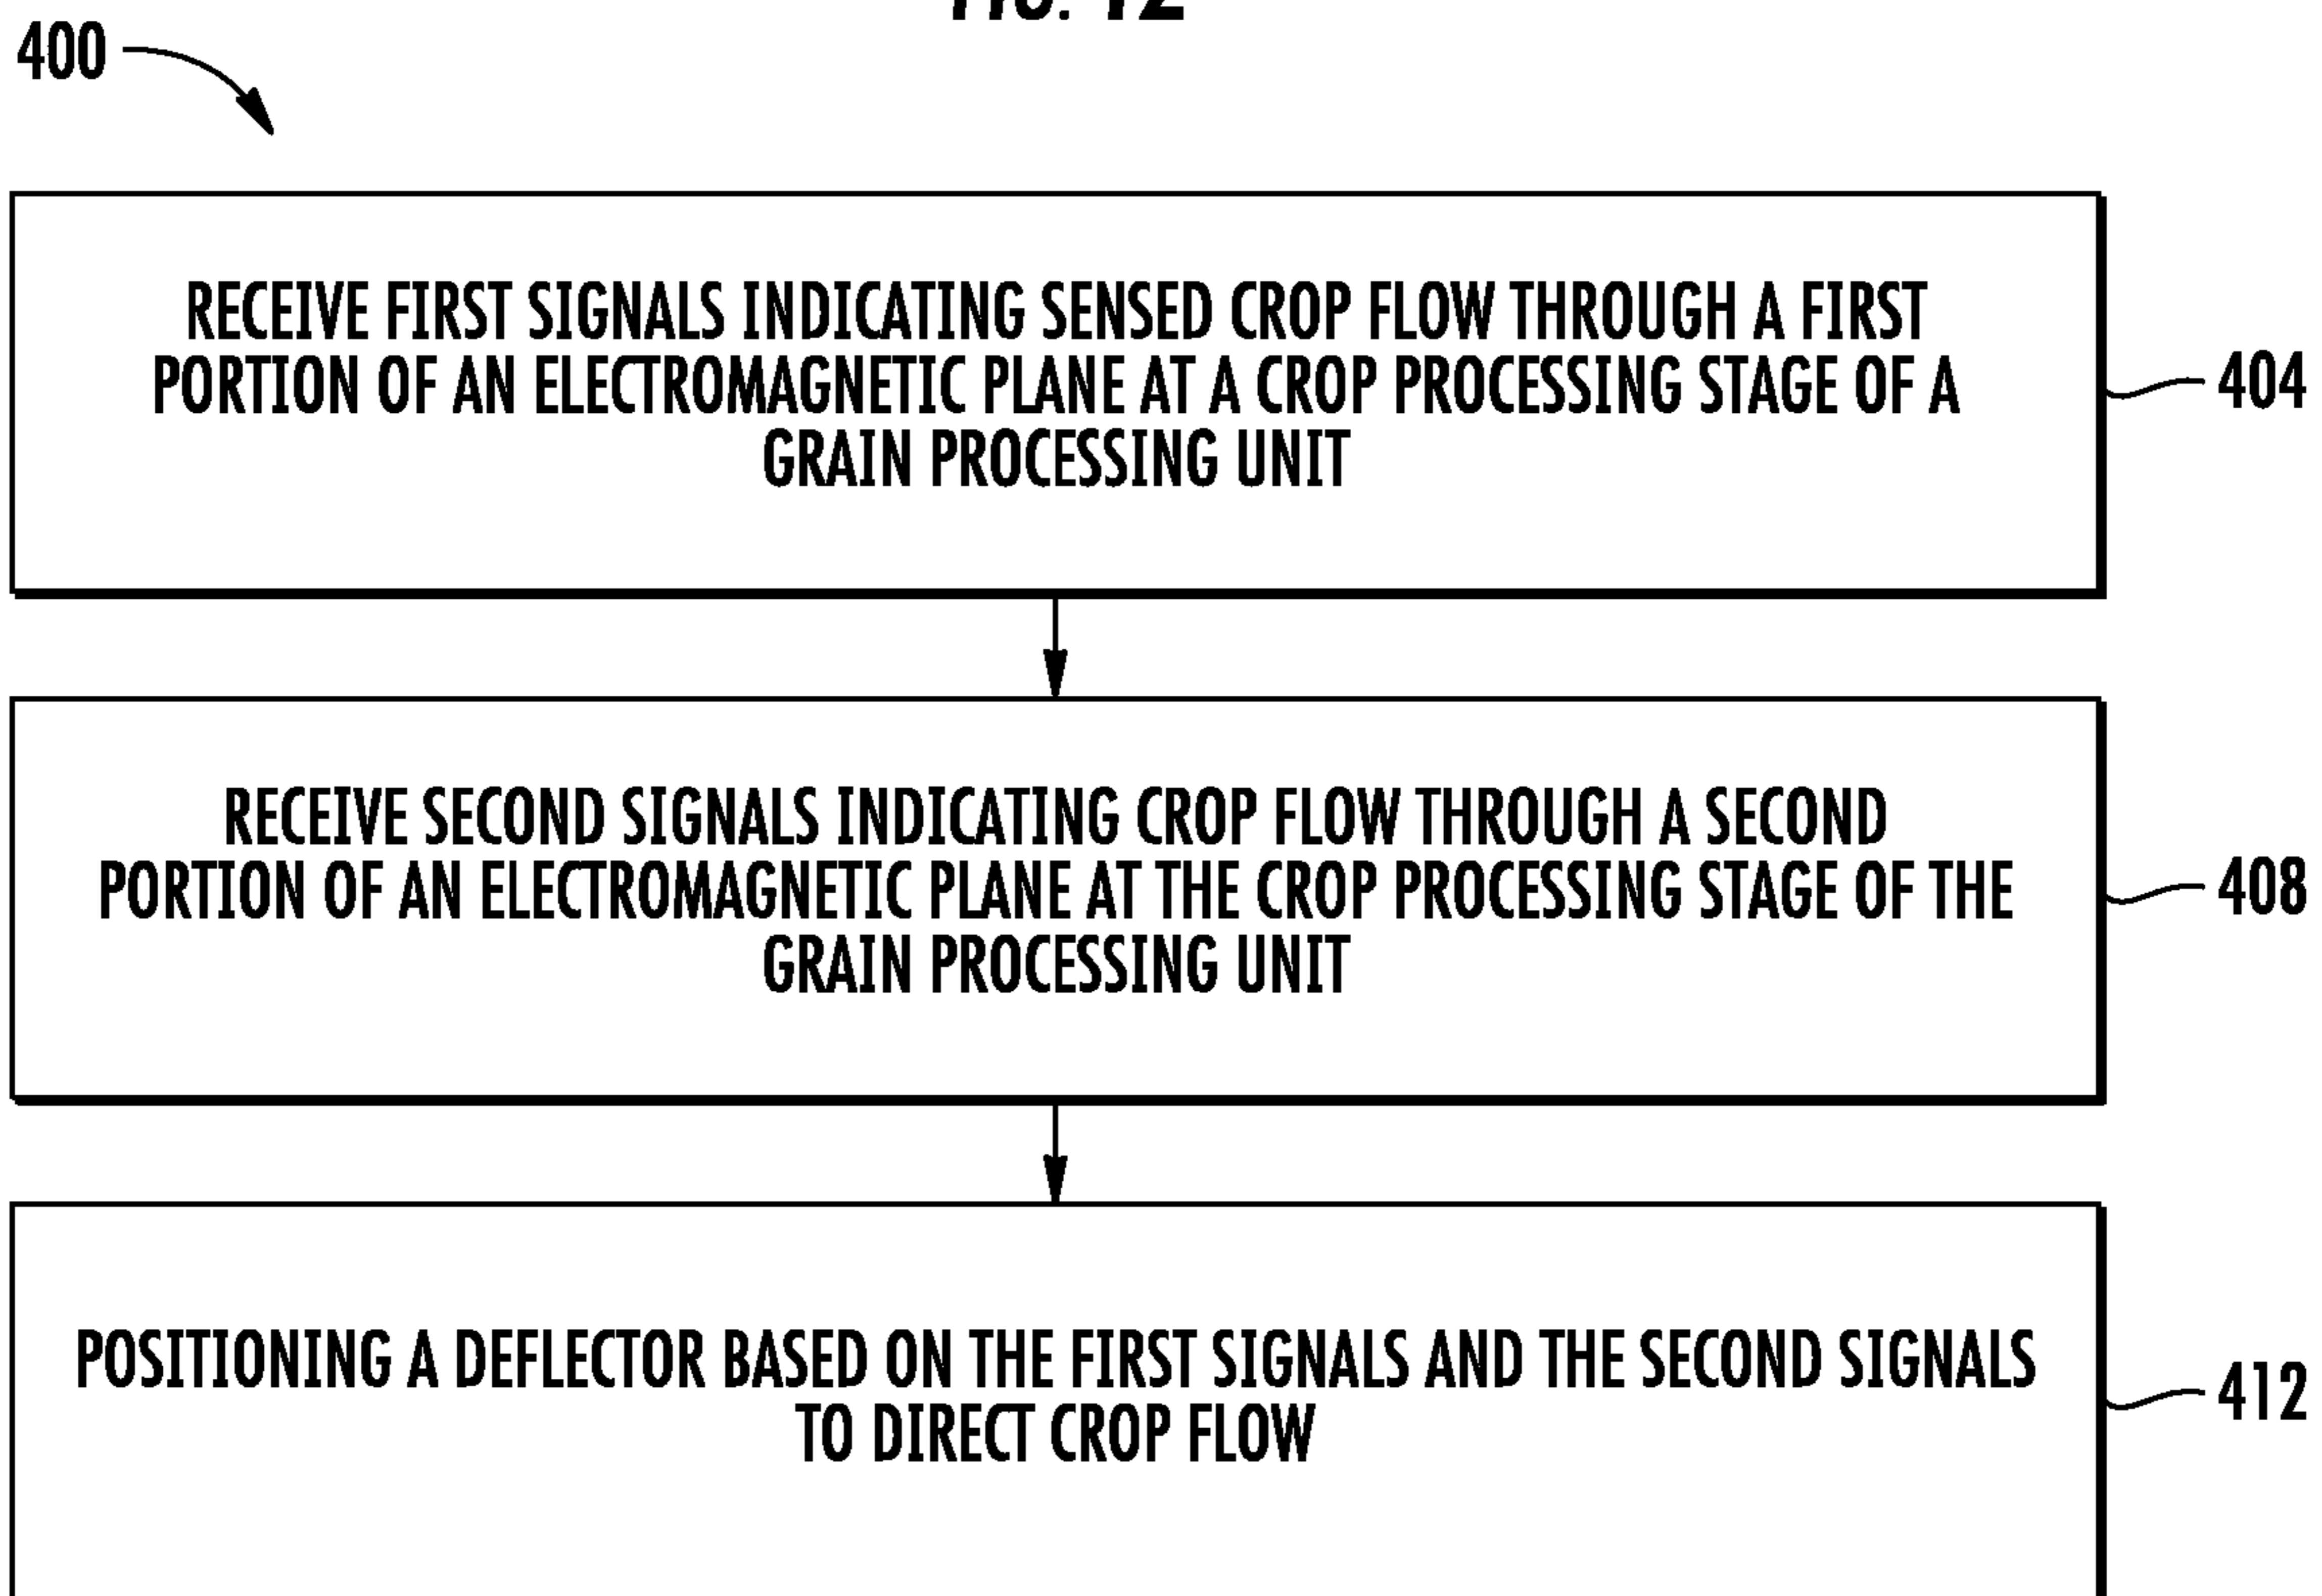 FIG. 12
400
RECEIVE FIRST SIGNALS INDICATING SENSED CROP FLOW THROUGH A FIRST
PORTION OF AN ELECTROMAGNETIC PLANE AT A CROP PROCESSING STAGE OF A
GRAIN PROCESSING UNIT
404
RECEIVE SECOND SIGNALS INDICATING CROP FLOW THROUGH A SECOND
PORTION OF AN ELECTROMAGNETIC PLANE AT THE CROP PROCESSING STAGE OF THE
GRAIN PROCESSING UNIT
408
POSITIONING A DEFLECTOR BASED ON THE FIRST SIGNALS AND THE SECOND SIGNALS
TO DIRECT CROP FLOW
412